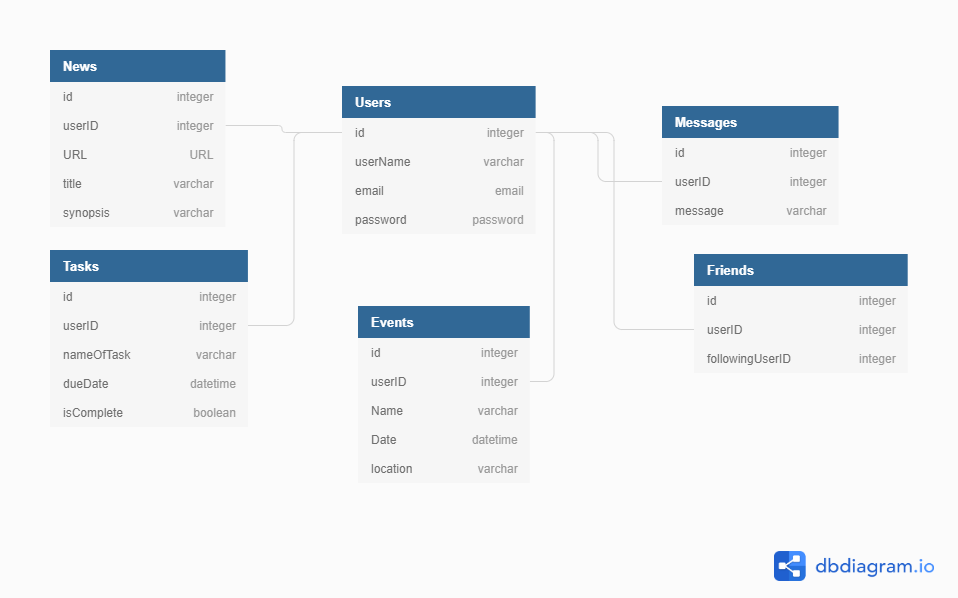 News
id integer
userID integer
URL URL
title varchar
synopsis varchar
Users
id integer
userName varchar
email email
password password
Messages
id integer
userID integer
message varchar
Tasks
id integer
userID integer
nameOfTask varchar
dueDate datetime
isComplete boolean
Events
id integer
userID integer
Name varchar
Date datetime
location varchar
Friends
id integer
userID integer
followingUserID integer
dbdiagram.io